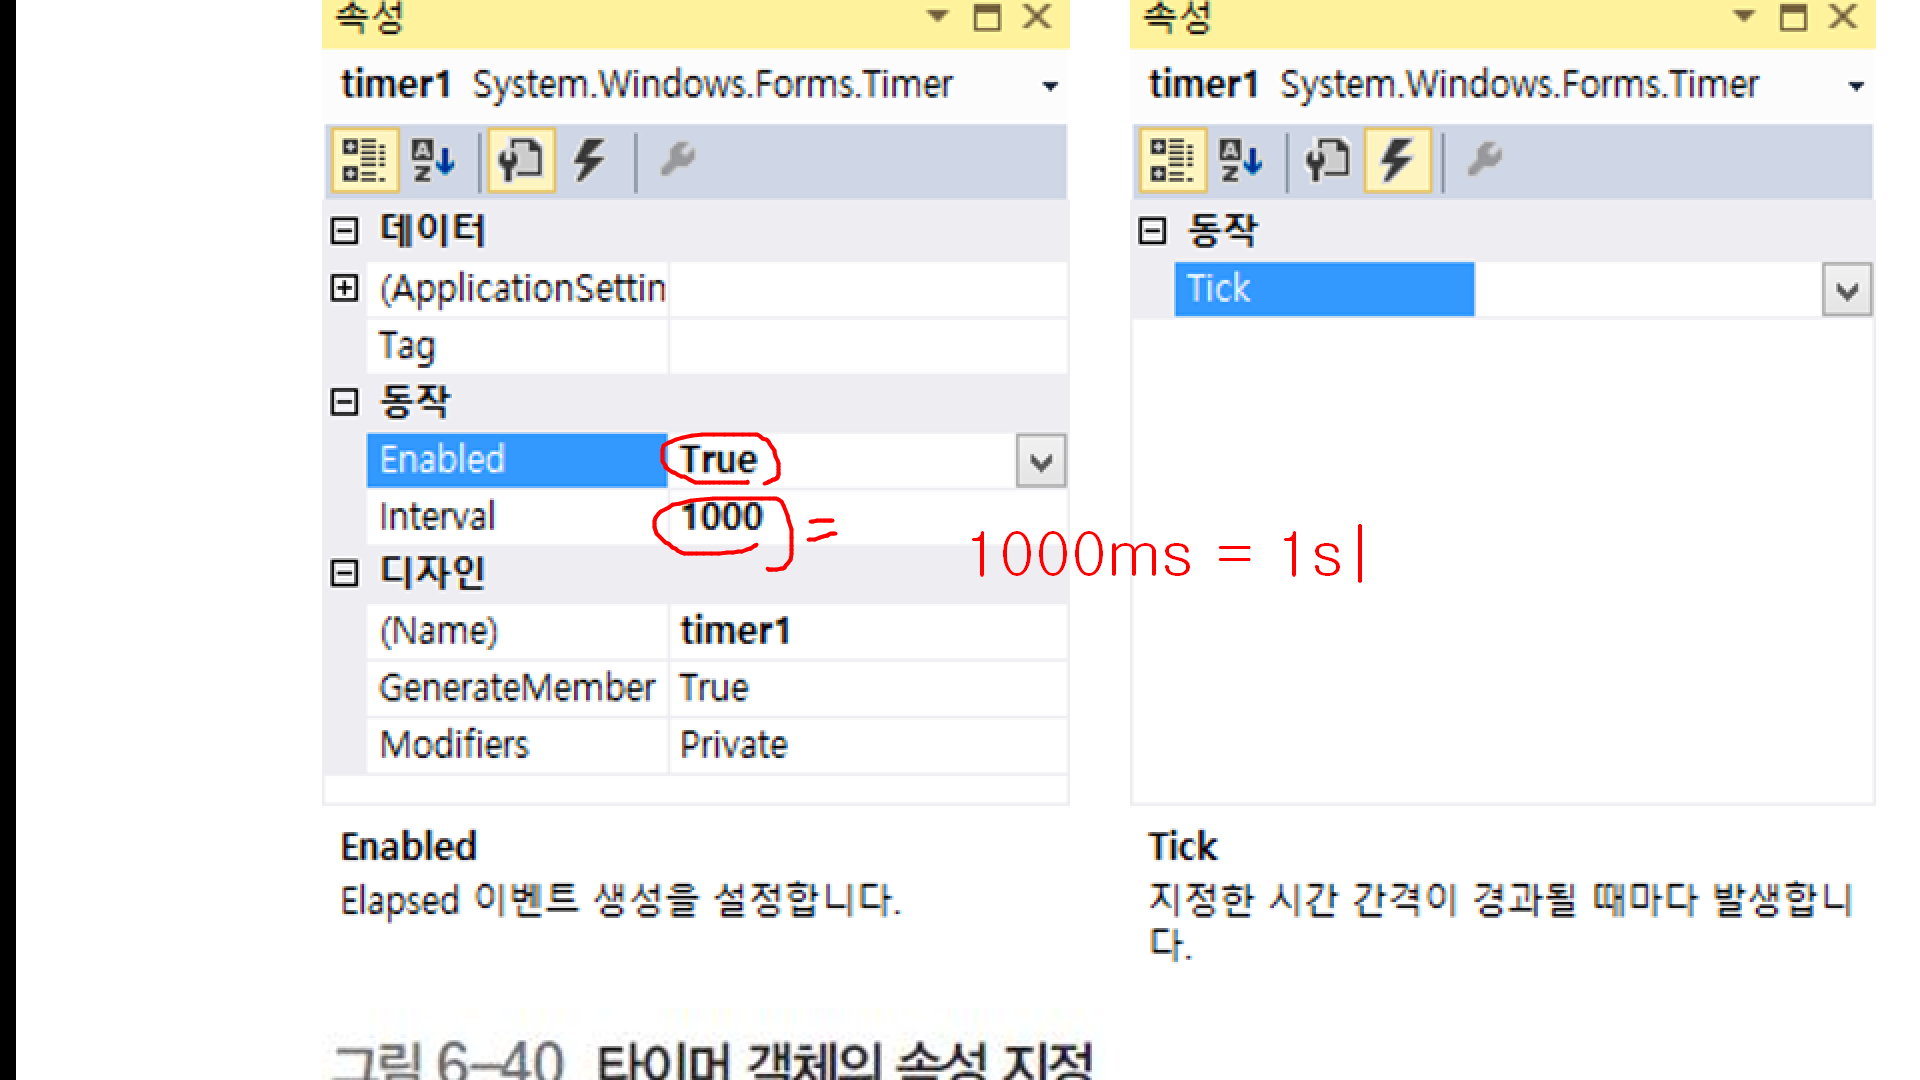 속성
timer1 System.Windows.Forms.Timer
데이터
(ApplicationSettin
Tag
동작
Enabled True
Interval 1000 =
디자인
(Name) timer1
GenerateMember True
Modifiers Private
Enabled
Elapsed 이벤트 생성을 설정합니다.
속성
timer1 System.Windows.Forms.Timer
동작
Tick
1000ms = 1s
Tick
지정한 시간 간격이 경과될 때마다 발생합니
다.
그림 6-40 타이머 객체의 속성 지정